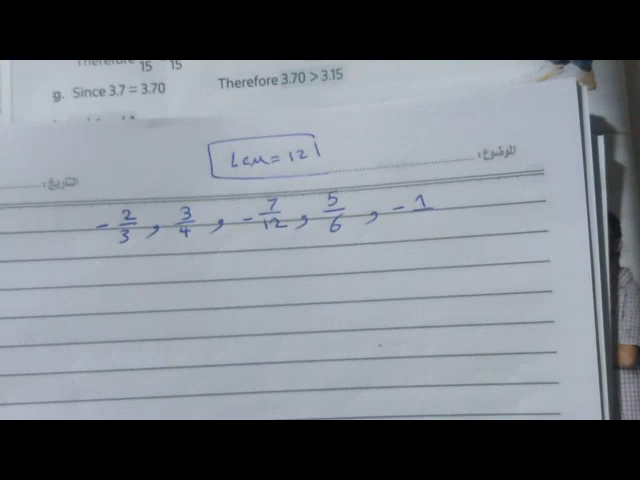 Therefore 15 15
g. Since 3.7 = 3.70 Therefore 3.70 > 3.15
Lcm = 12
الموضوع:
التاريخ:
- 2/3 , 3/4 , - 7/12 , 5/6 , - 1